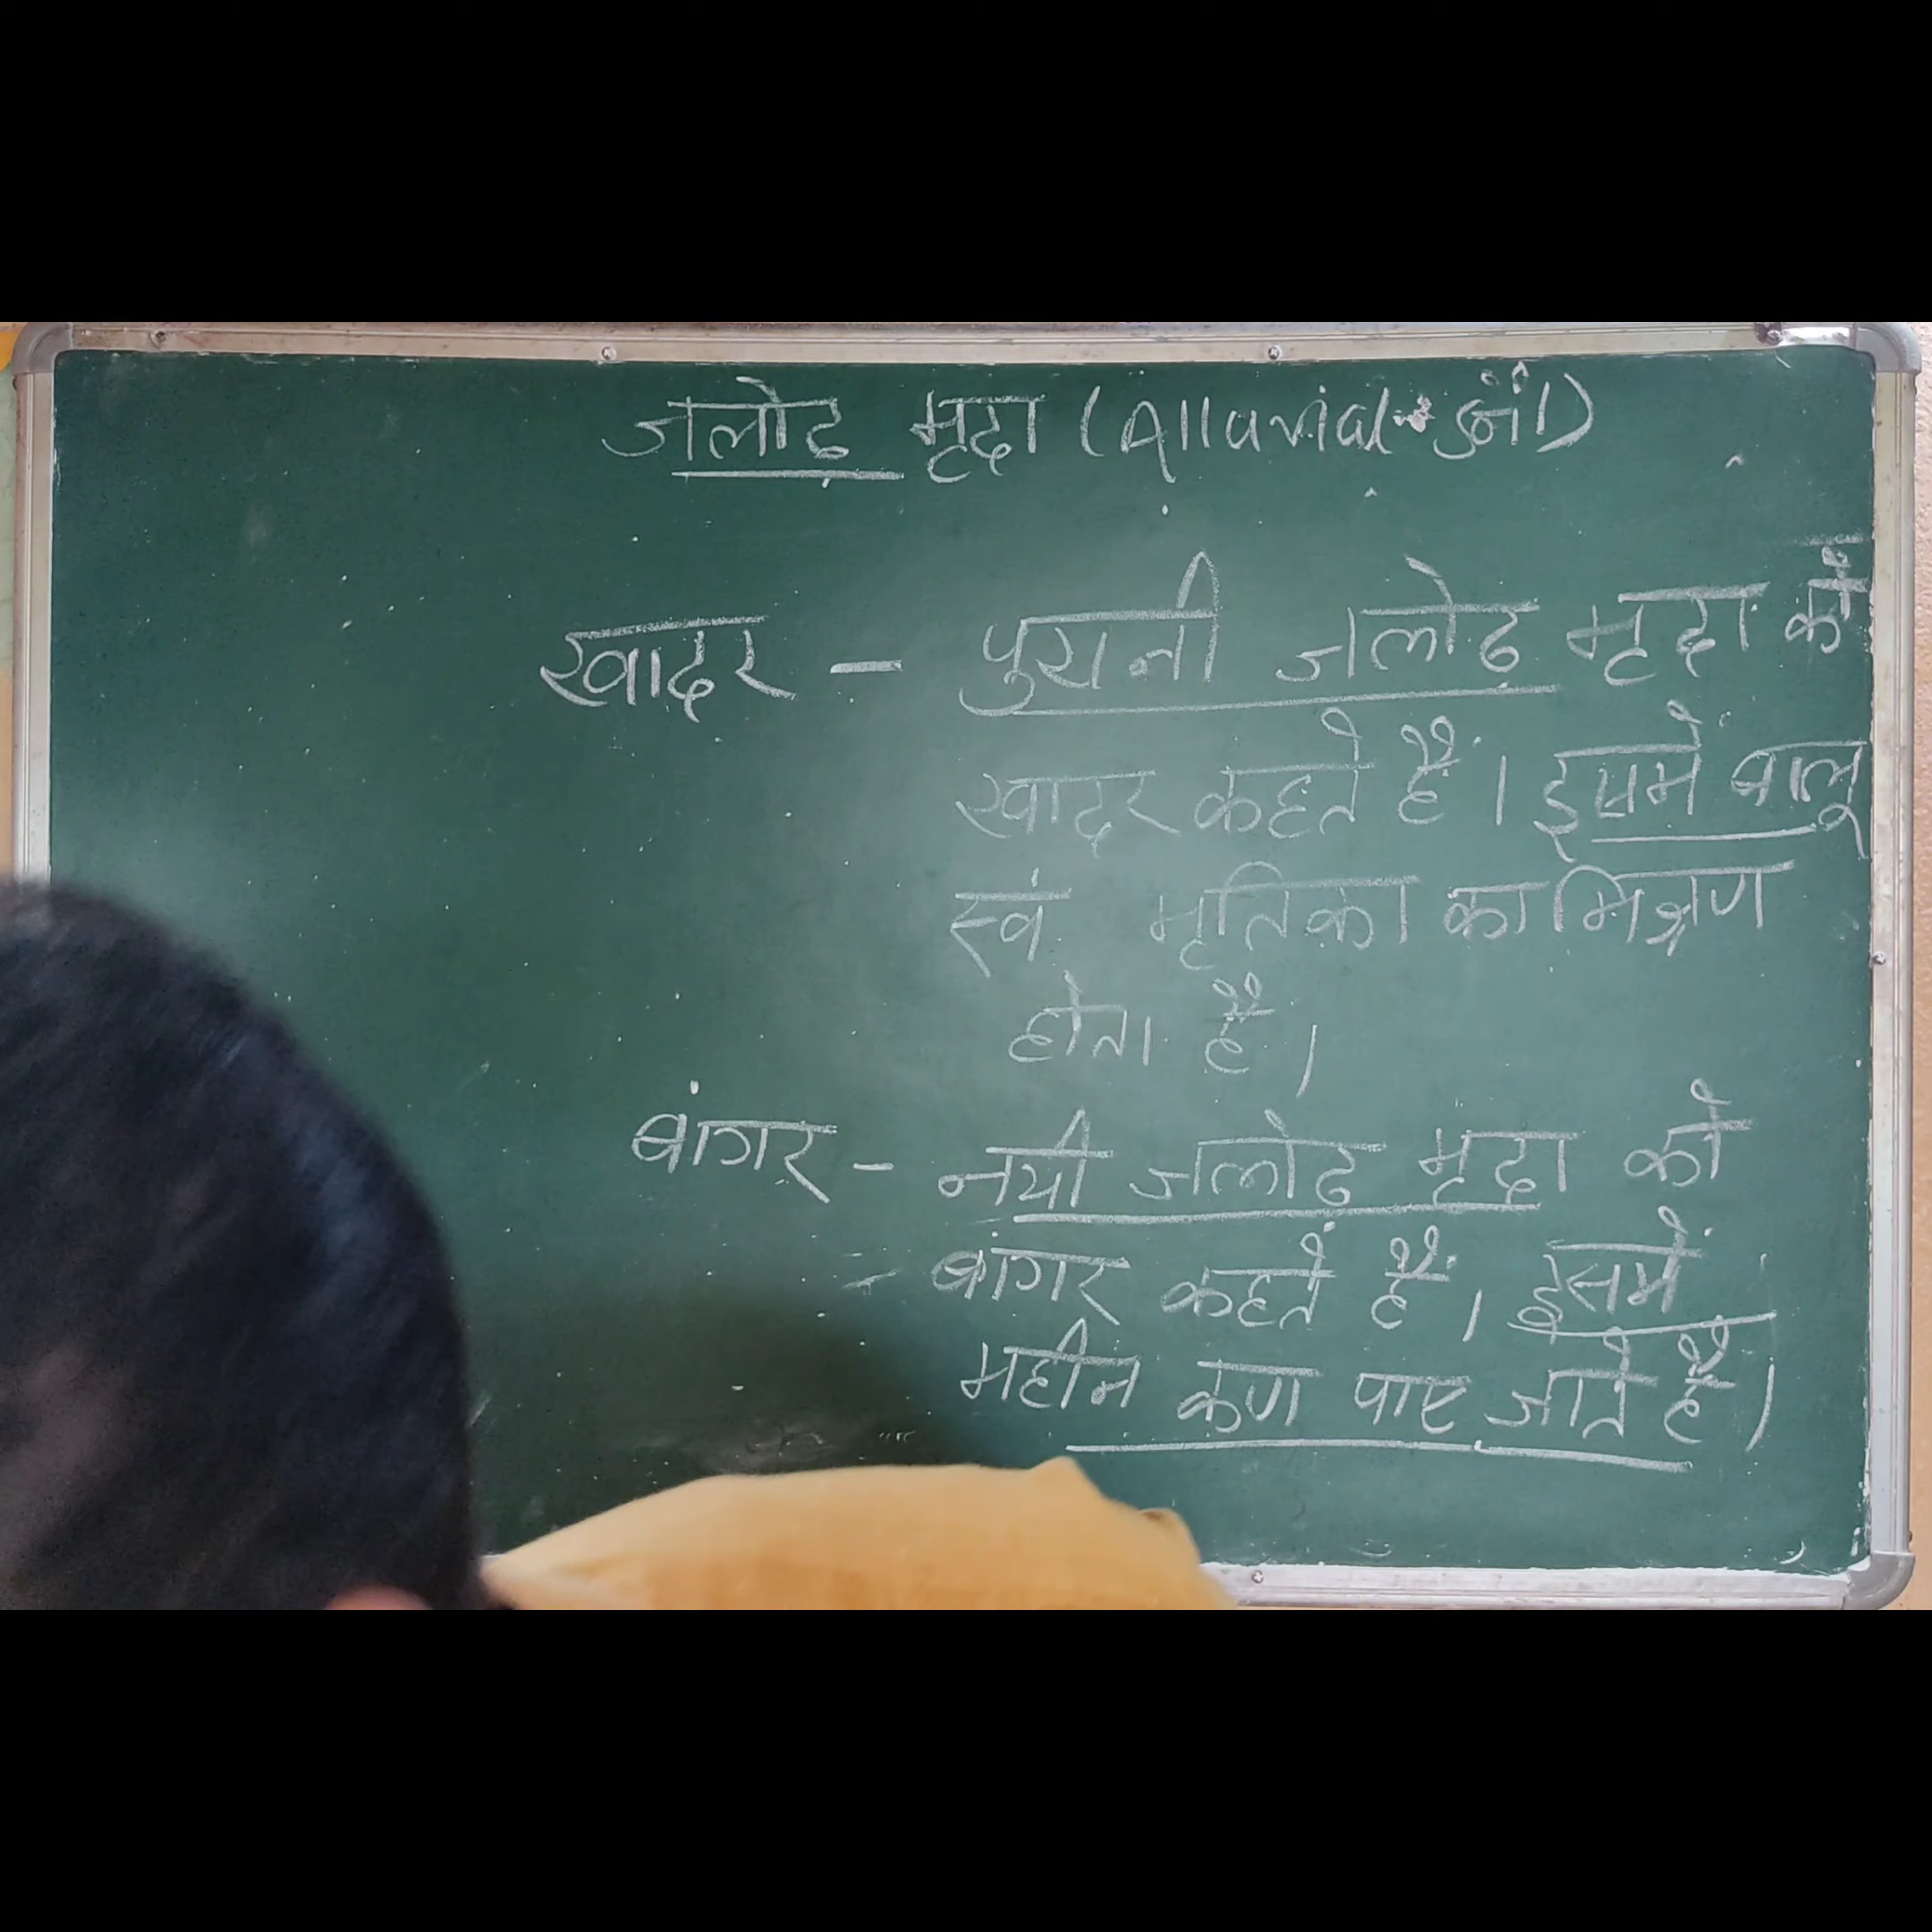 जलोढ़ मृदा (Alluvial soil)
खादर - पुरानी जलोढ़ मृदा को
खादर कहते हैं। इसमें बालू
एवं मृतिका का मिश्रण
होता है।
बांगर - नयी जलोढ़ मृदा को
बांगर कहते हैं। इसमें
महीन कण पाए जाते है।